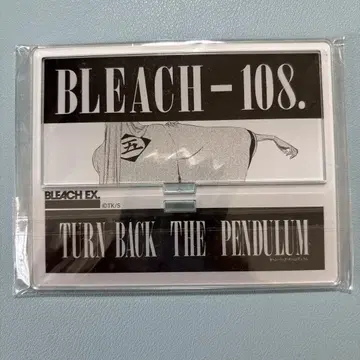 BLEACH - 108.
五
BLEACH EX.
©TK/S
TURN BACK THE PENDULUM